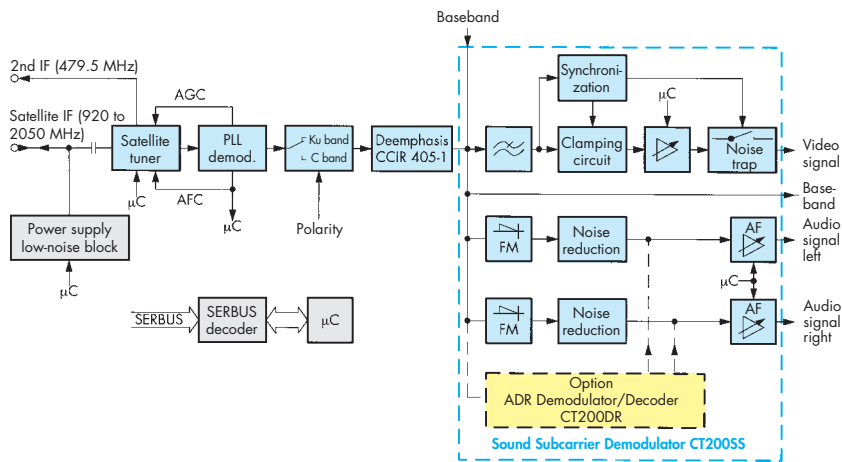 Baseband
2nd IF (479.5 MHz)
Satellite IF (920 to
2050 MHz)
AGC
Satellite
tuner
PLL
demod.
Ku band
C band
Deemphasis
CCIR 405-1
μC
AFC
μC
Polarity
Power supply
low-noise block
μC
SERBUS
SERBUS
decoder
μC
Synchroni-
zation
μC
Clamping
circuit
Noise
trap
Video
signal
Base-
band
FM
Noise
reduction
AF
Audio
signal
left
μC
FM
Noise
reduction
AF
Audio
signal
right
Option
ADR Demodulator/Decoder
CT200DR
Sound Subcarrier Demodulator CT200SS